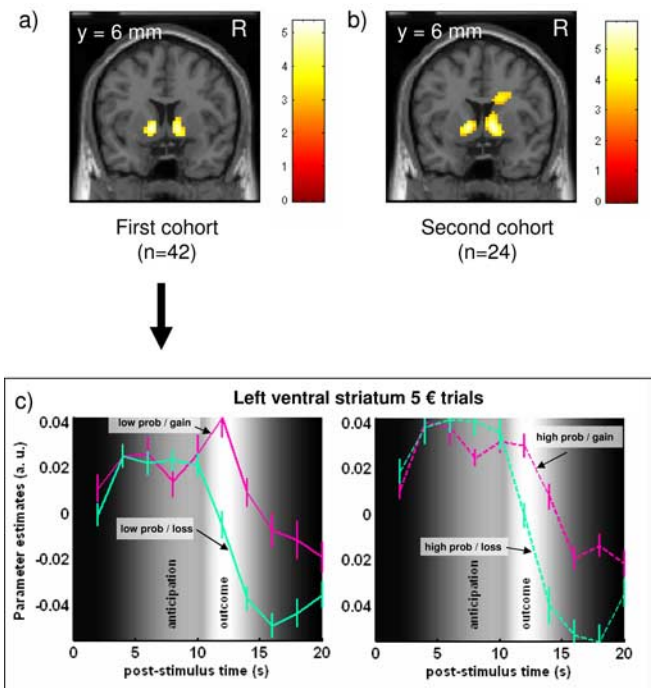 a)
y = 6 mm R
5
4
3
2
1
0
First cohort
(n=42)
b)
y = 6 mm R
5
4
3
2
1
0
Second cohort
(n=24)
c)
Left ventral striatum 5 € trials
Parameter estimates (a. u.)
0.04
0.02
0
-0.02
-0.04
low prob / gain
low prob / loss
anticipation
outcome
0 5 10 15 20
post-stimulus time (s)
0.04
0.02
0
0.02
0.04
high prob / gain
high prob / loss
anticipation
outcome
0 5 10 15 20
post-stimulus time (s)